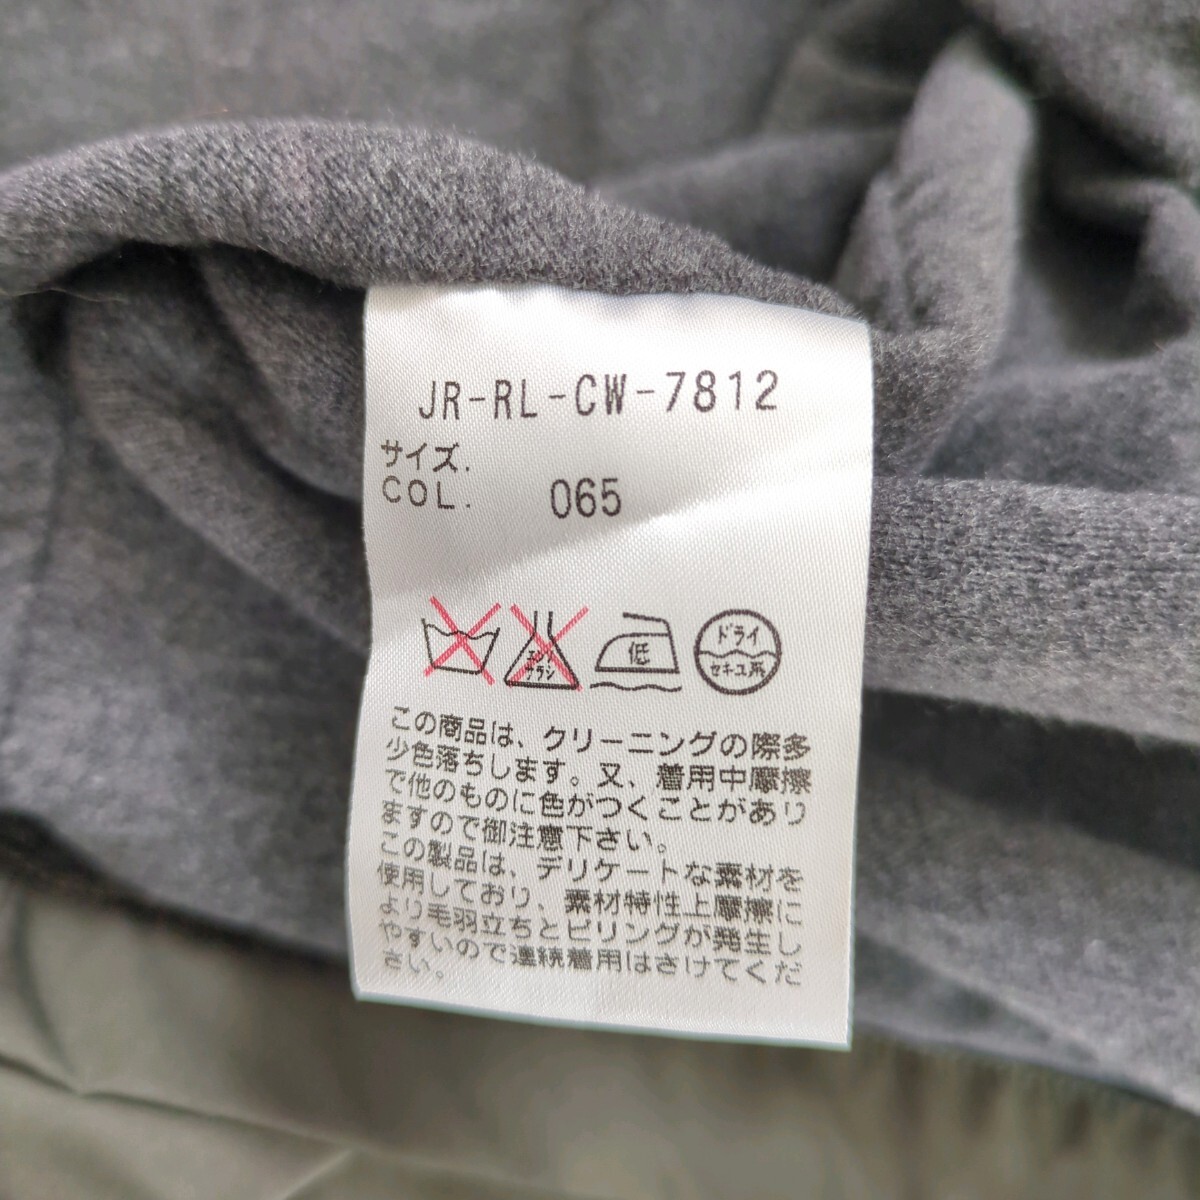 JR-RL-CW-7812
サイズ.
COL. 065
エンソ サラシ 低 ドライ セキユ系
この商品は、クリーニングの際多
少色落ちします。又、着用中摩擦
で他のものに色がつくことがあり
ますので御注意下さい。
この製品は、デリケートな素材を
使用しており、素材特性上摩擦に
より毛羽立ちとピリングが発生し
やすいので連続着用はさけてくだ
さい。